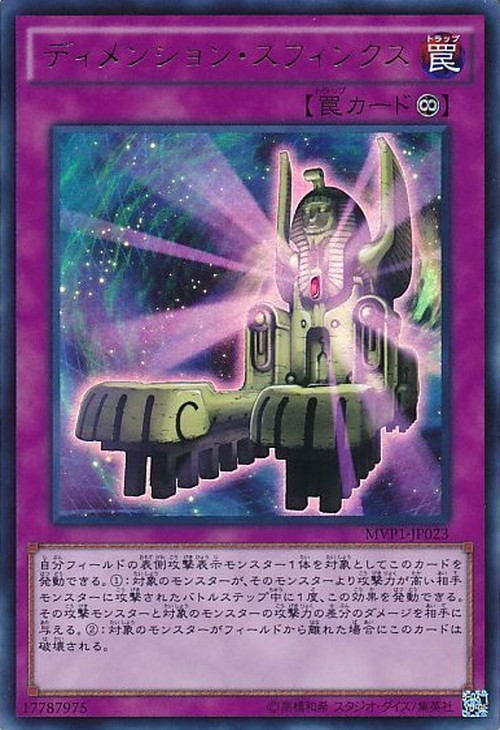 ディメンション・スフィンクス
罠
トラップ
【罠カード∞】
トラップ
MVP1-JP023
自分フィールドの表側攻撃表示モンスター1体を対象としてこのカードを
発動できる。①:対象のモンスターが、そのモンスターより攻撃力が高い相手
モンスターに攻撃されたバトルステップ中に1度、この効果を発動できる。
その攻撃モンスターと対象のモンスターの攻撃力の差分のダメージを相手に
与える。②:対象のモンスターがフィールドから離れた場合にこのカードは
破壊される。
17787975
©高橋和希 スタジオ・ダイス/集英社